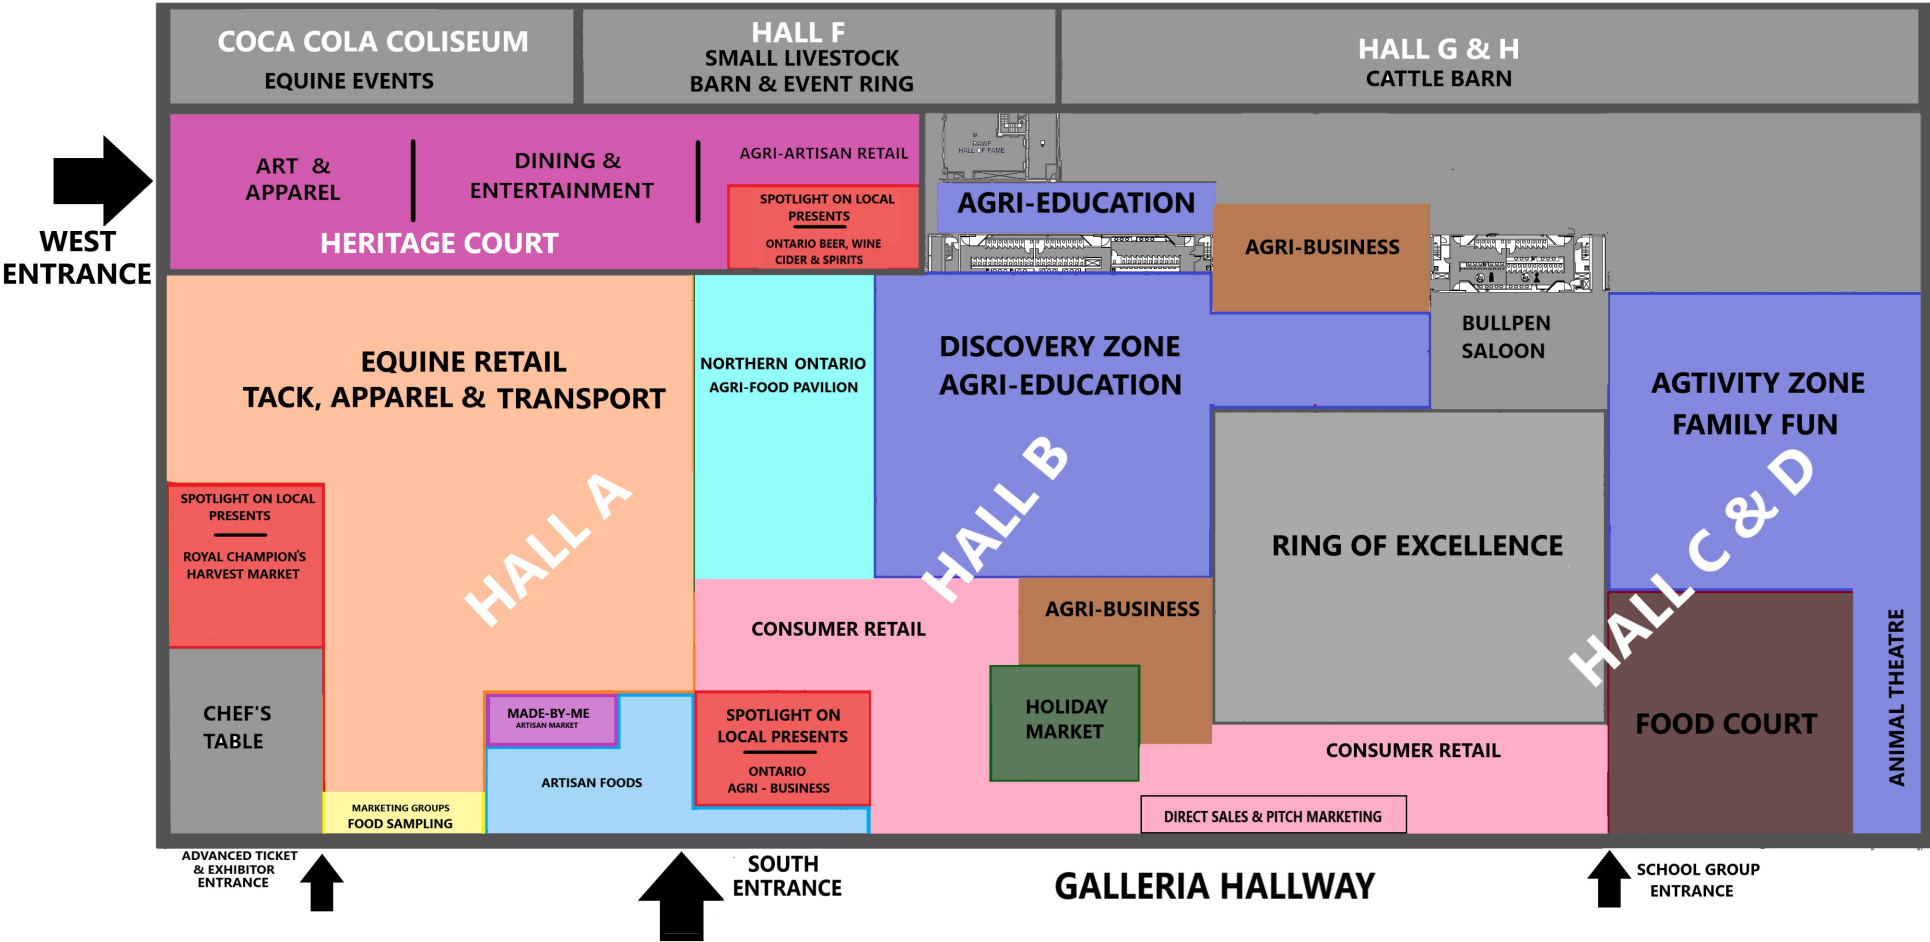 COCA COLA COLISEUM
EQUINE EVENTS
HALL F
SMALL LIVESTOCK
BARN & EVENT RING
HALL G & H
CATTLE BARN
WEST
ENTRANCE
ART &
APPAREL
DINING &
ENTERTAINMENT
AGRI-ARTISAN RETAIL
HERITAGE COURT
SPOTLIGHT ON LOCAL
PRESENTS
ONTARIO BEER, WINE
CIDER & SPIRITS
RAWF
HALL OF FAME
AGRI-EDUCATION
AGRI-BUSINESS
EQUINE RETAIL
TACK, APPAREL & TRANSPORT
HALL A
NORTHERN ONTARIO
AGRI-FOOD PAVILION
DISCOVERY ZONE
AGRI-EDUCATION
HALL B
BULLPEN
SALOON
AGTIVITY ZONE
FAMILY FUN
HALL C & D
RING OF EXCELLENCE
SPOTLIGHT ON LOCAL
PRESENTS
ROYAL CHAMPION'S
HARVEST MARKET
CHEF'S
TABLE
MARKETING GROUPS
FOOD SAMPLING
MADE-BY-ME
ARTISAN MARKET
ARTISAN FOODS
CONSUMER RETAIL
SPOTLIGHT ON
LOCAL PRESENTS
ONTARIO
AGRI - BUSINESS
AGRI-BUSINESS
HOLIDAY
MARKET
CONSUMER RETAIL
DIRECT SALES & PITCH MARKETING
FOOD COURT
ANIMAL THEATRE
ADVANCED TICKET
& EXHIBITOR
ENTRANCE
SOUTH
ENTRANCE
GALLERIA HALLWAY
SCHOOL GROUP
ENTRANCE